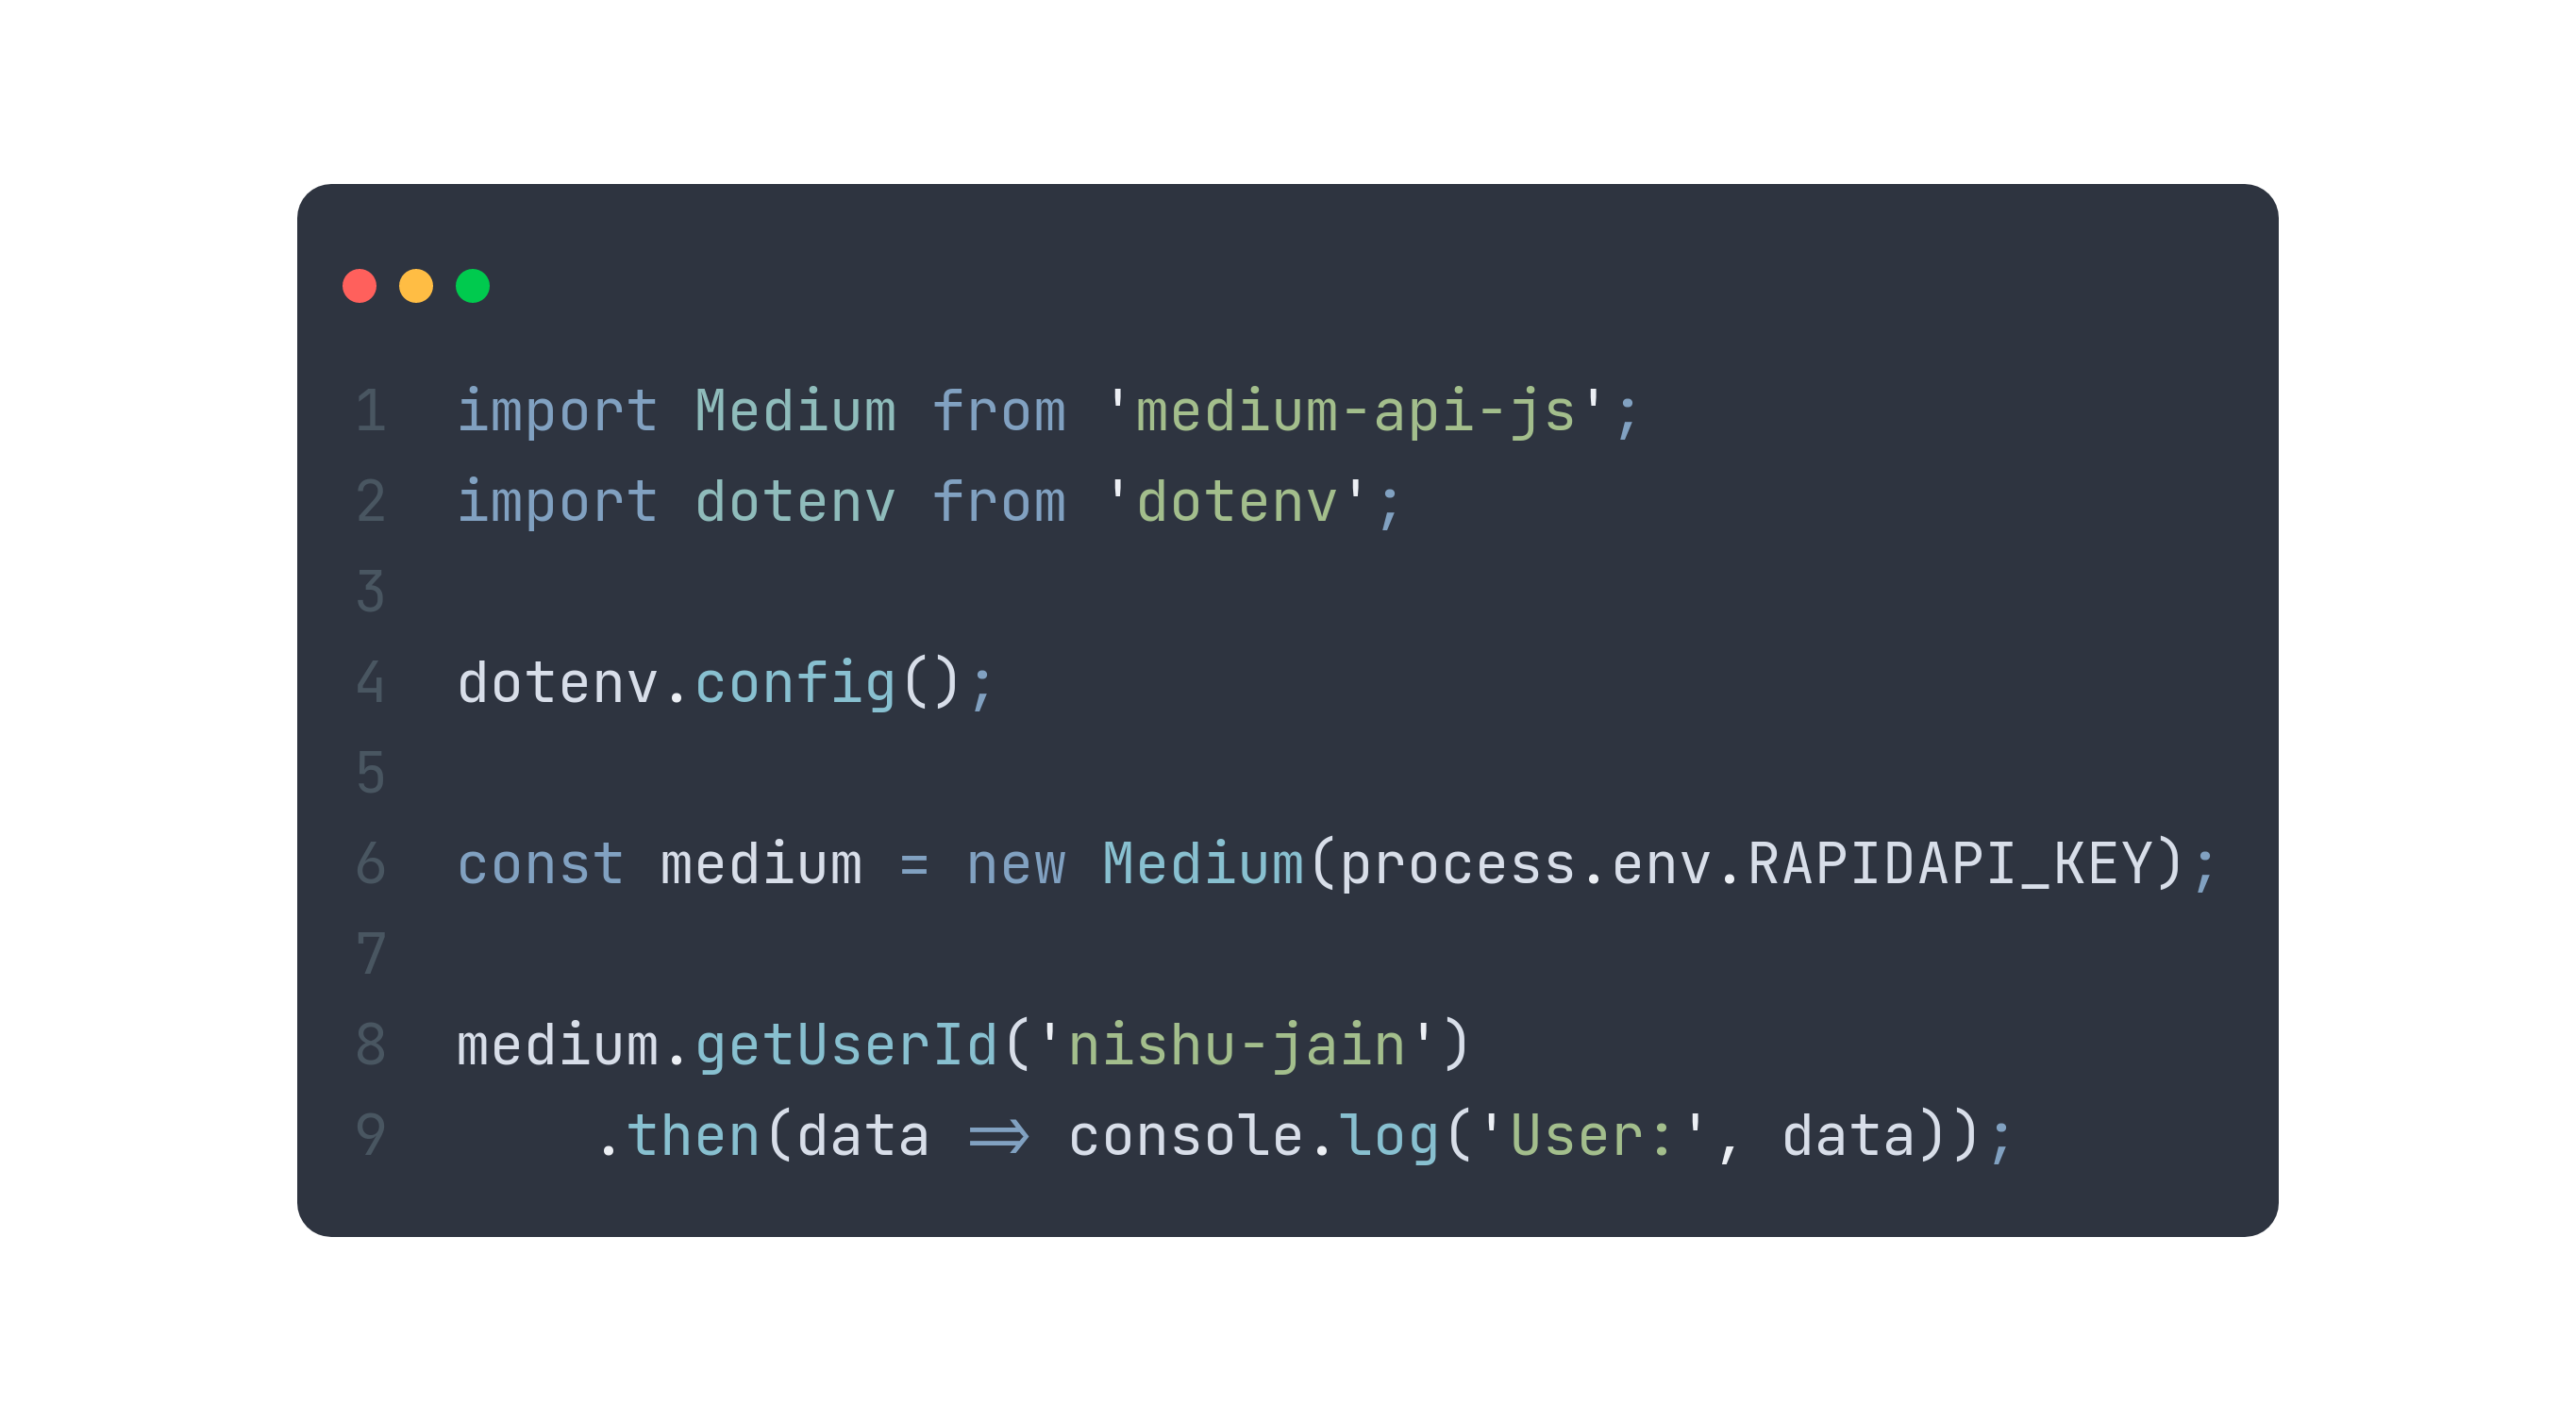 1 import Medium from 'medium-api-js';
2 import dotenv from 'dotenv';
3
4 dotenv.config();
5
6 const medium = new Medium(process.env.RAPIDAPI_KEY);
7
8 medium.getUserId('nishu-jain')
9     .then(data => console.log('User:', data));